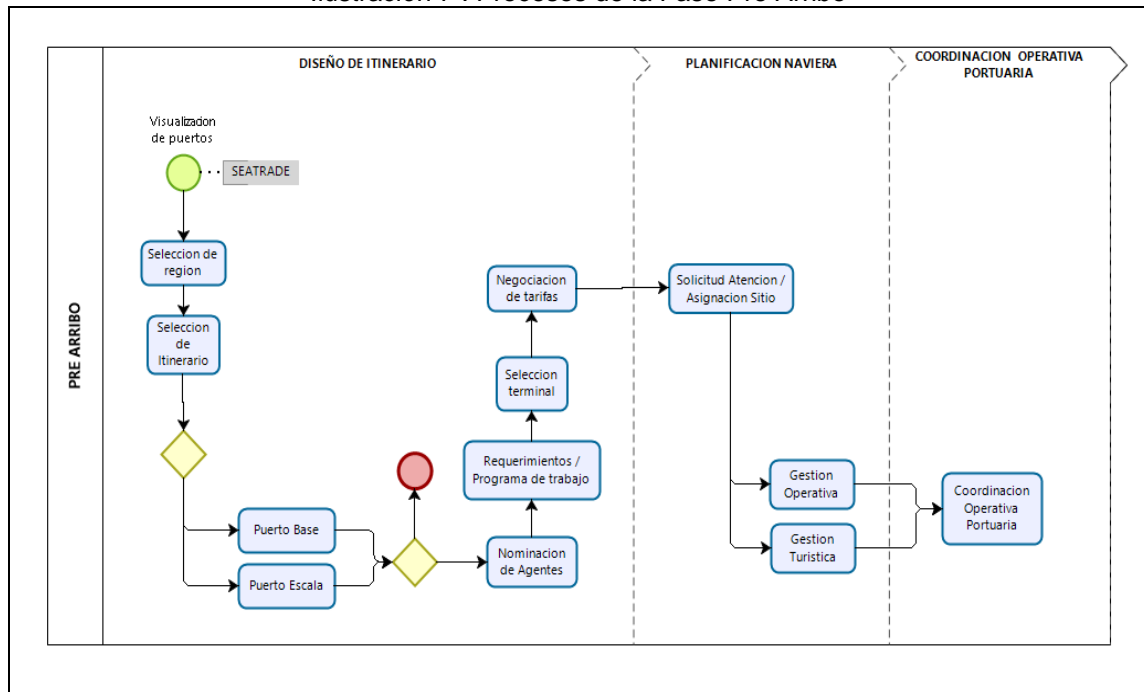 DISEÑO DE ITINERARIO
PLANIFICACION NAVIERA
COORDINACION OPERATIVA
PORTUARIA
PRE ARRIBO
Visualizacion
de puertos
SEATRADE
Seleccion de
region
Seleccion
de
Itinerario
Puerto Base
Puerto Escala
Nominacion
de Agentes
Requerimientos /
Programa de trabajo
Seleccion
terminal
Negociacion
de tarifas
Solicitud Atencion /
Asignacion Sitio
Gestion
Operativa
Gestion
Turistica
Coordinacion
Operativa
Portuaria